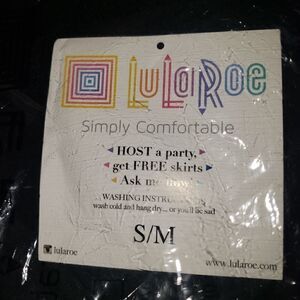 LuLaRoe
Simply Comfortable
HOST a party,
get FREE skirts
Ask me how!
WASHING INSTRUCTIONS:
wash cold and hang dry... or you'll be sad
S/M
lularoe
www.lularoe.com